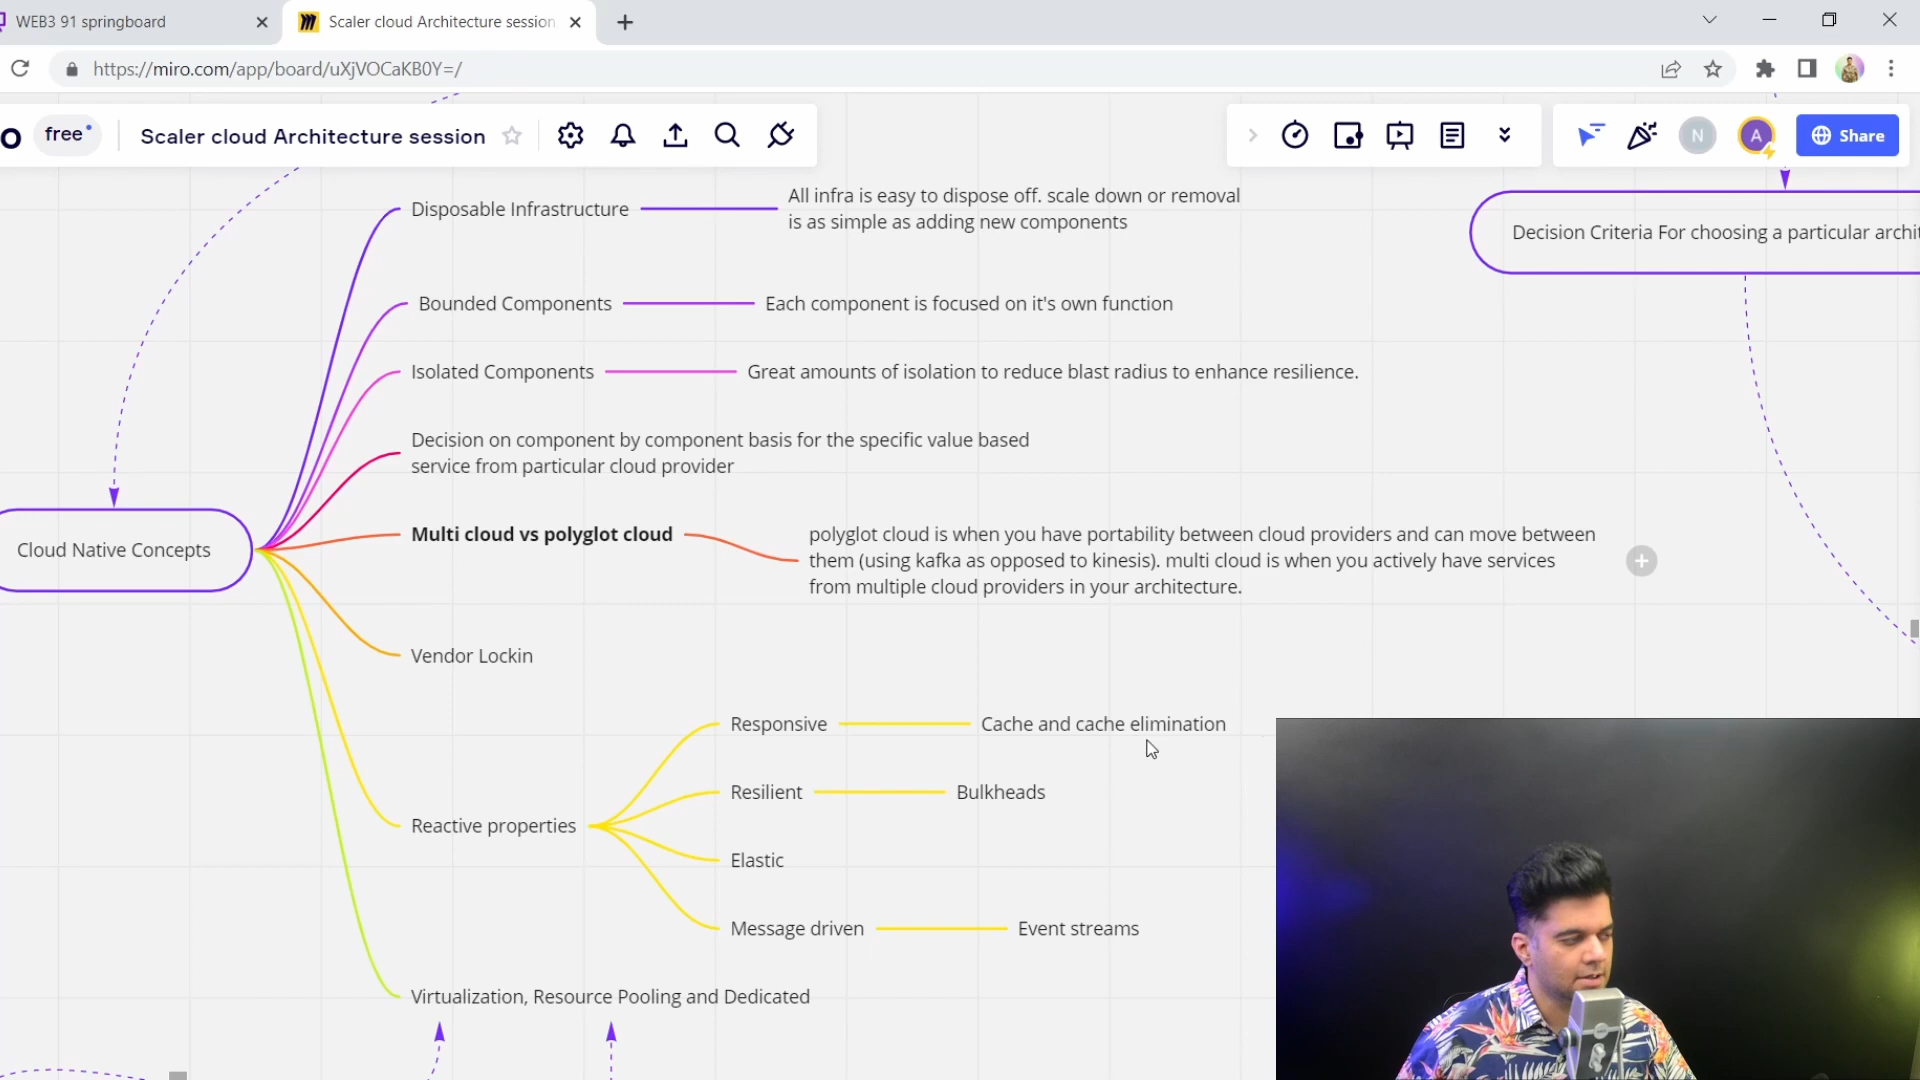 WEB3 91 springboard
Scaler cloud Architecture session
https://miro.com/app/board/uXjVOCaKB0Y=/
o
free
Scaler cloud Architecture session
N
A
Share
Disposable Infrastructure
All infra is easy to dispose off. scale down or removal
is as simple as adding new components
Decision Criteria For choosing a particular archit
Bounded Components
Each component is focused on it's own function
Isolated Components
Great amounts of isolation to reduce blast radius to enhance resilience.
Decision on component by component basis for the specific value based
service from particular cloud provider
Cloud Native Concepts
Multi cloud vs polyglot cloud
polyglot cloud is when you have portability between cloud providers and can move between
them (using kafka as opposed to kinesis). multi cloud is when you actively have services
from multiple cloud providers in your architecture.
Vendor Lockin
Responsive
Cache and cache elimination
Resilient
Bulkheads
Reactive properties
Elastic
Message driven
Event streams
Virtualization, Resource Pooling and Dedicated